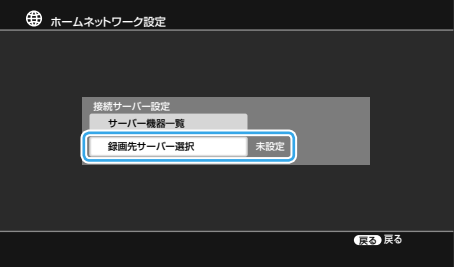 ホームネットワーク設定
接続サーバー設定
サーバー機器一覧
録画先サーバー選択 未設定
戻る 戻る